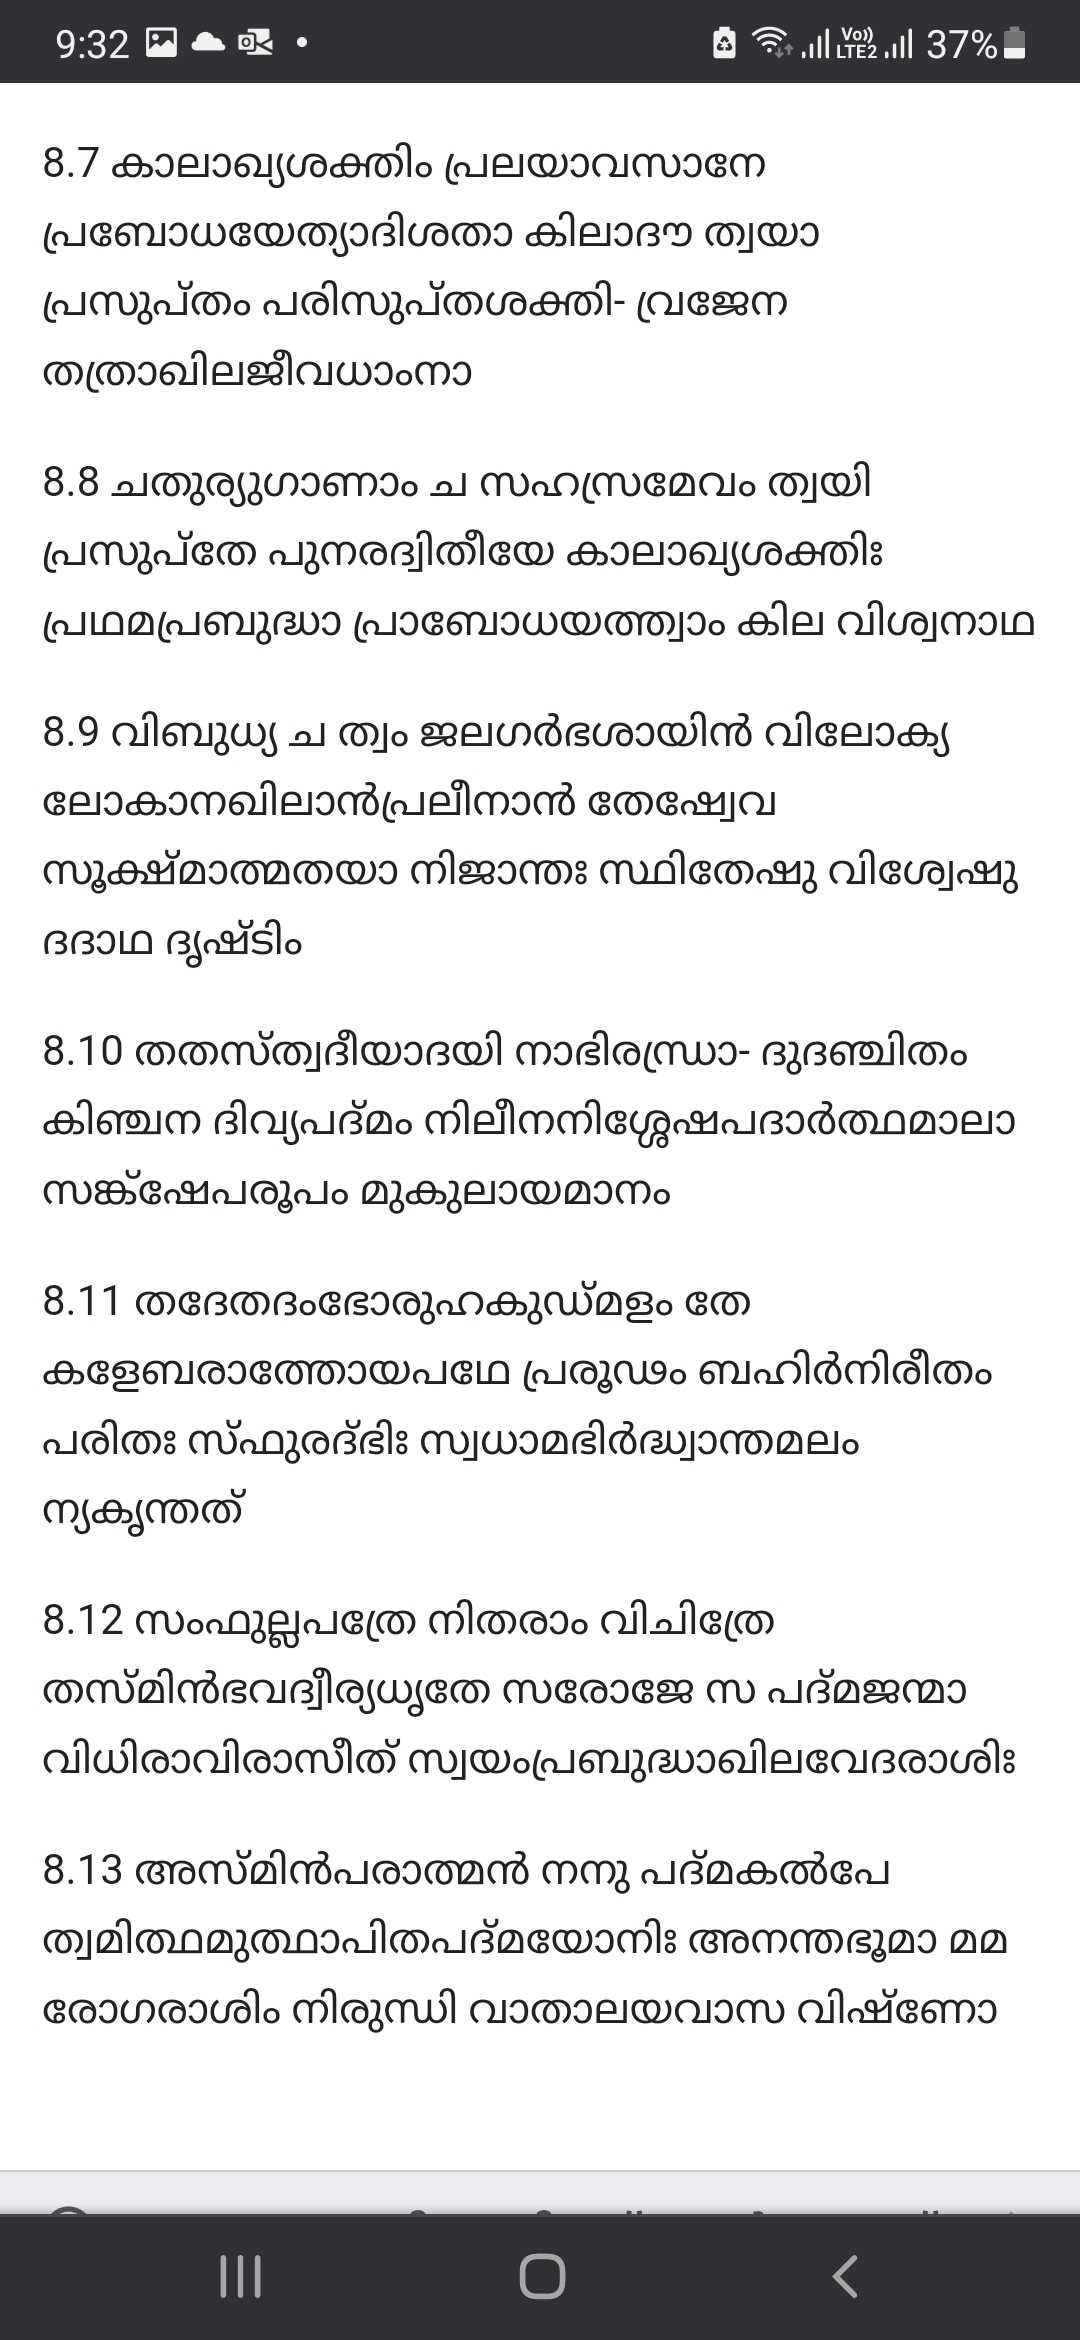 9:32
Vo))
LTE2
37%
8.7 കാലാഖ്യശക്തിം പ്രലയാവസാനേ
പ്രബോധയേത്യാദിശതാ കിലാദൗ ത്വയാ
പ്രസുപ്തം പരിസുപ്തശക്തി- വ്രജേന
തത്രാഖിലജീവധാംനാ
8.8 ചതുര്യുഗാണാം ച സഹസ്രമേവം ത്വയി
പ്രസുപ്തേ പുനരദ്വിതീയേ കാലാഖ്യശക്തിഃ
പ്രഥമപ്രബുദ്ധാ പ്രാബോധയത്ത്വാം കില വിശ്വനാഥ
8.9 വിബുധ്യ ച ത്വം ജലഗർഭശായിൻ വിലോക്യ
ലോകാനഖിലാൻപ്രലീനാൻ തേഷ്വേവ
സൂക്ഷ്മാത്മതയാ നിജാന്തഃ സ്ഥിതേഷു വിശ്വേഷു
ദദാഥ ദൃഷ്ടിം
8.10 തതസ്ത്വദീയാദയി നാഭിരന്ധ്രാ- ദുദഞ്ചിതം
കിഞ്ചന ദിവ്യപദ്മം നിലീനനിശ്ശേഷപദാർത്ഥമാലാ
സങ്ക്ഷേപരൂപം മുകുലായമാനം
8.11 തദേതദംഭോരുഹകുഡ്മളം തേ
കളേബരാത്തോയപഥേ പ്രരൂഢം ബഹിർനിരീതം
പരിതഃ സ്ഫുരദ്ഭിഃ സ്വധാമഭിർദ്ധ്വാന്തമലം
ന്യകൃന്തത്
8.12 സംഫുല്ലപത്രേ നിതരാം വിചിത്രേ
തസ്മിൻഭവദ്വീര്യധൃതേ സരോജേ സ പദ്മജന്മാ
വിധിരാവിരാസീത് സ്വയംപ്രബുദ്ധാഖിലവേദരാശിഃ
8.13 അസ്മിൻപരാത്മൻ നനു പദ്മകൽപേ
ത്വമിത്ഥമുത്ഥാപിതപദ്മയോനിഃ അനന്തഭൂമാ മമ
രോഗരാശിം നിരുന്ധി വാതാലയവാസ വിഷ്ണോ